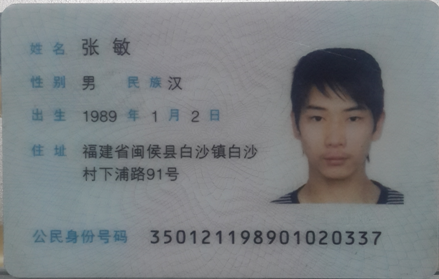 姓名 张敏
性别 男 民族 汉
出生 1989 年 1 月 2 日
住址 福建省闽侯县白沙镇白沙
村下浦路91号
公民身份号码 350121198901020337